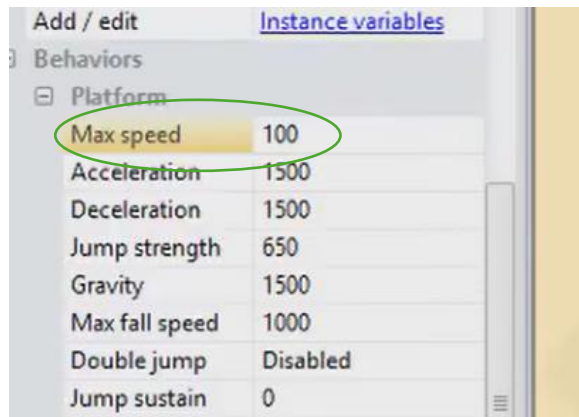 Add / edit Instance variables
Behaviors
Platform
Max speed 100
Acceleration 1500
Deceleration 1500
Jump strength 650
Gravity 1500
Max fall speed 1000
Double jump Disabled
Jump sustain 0